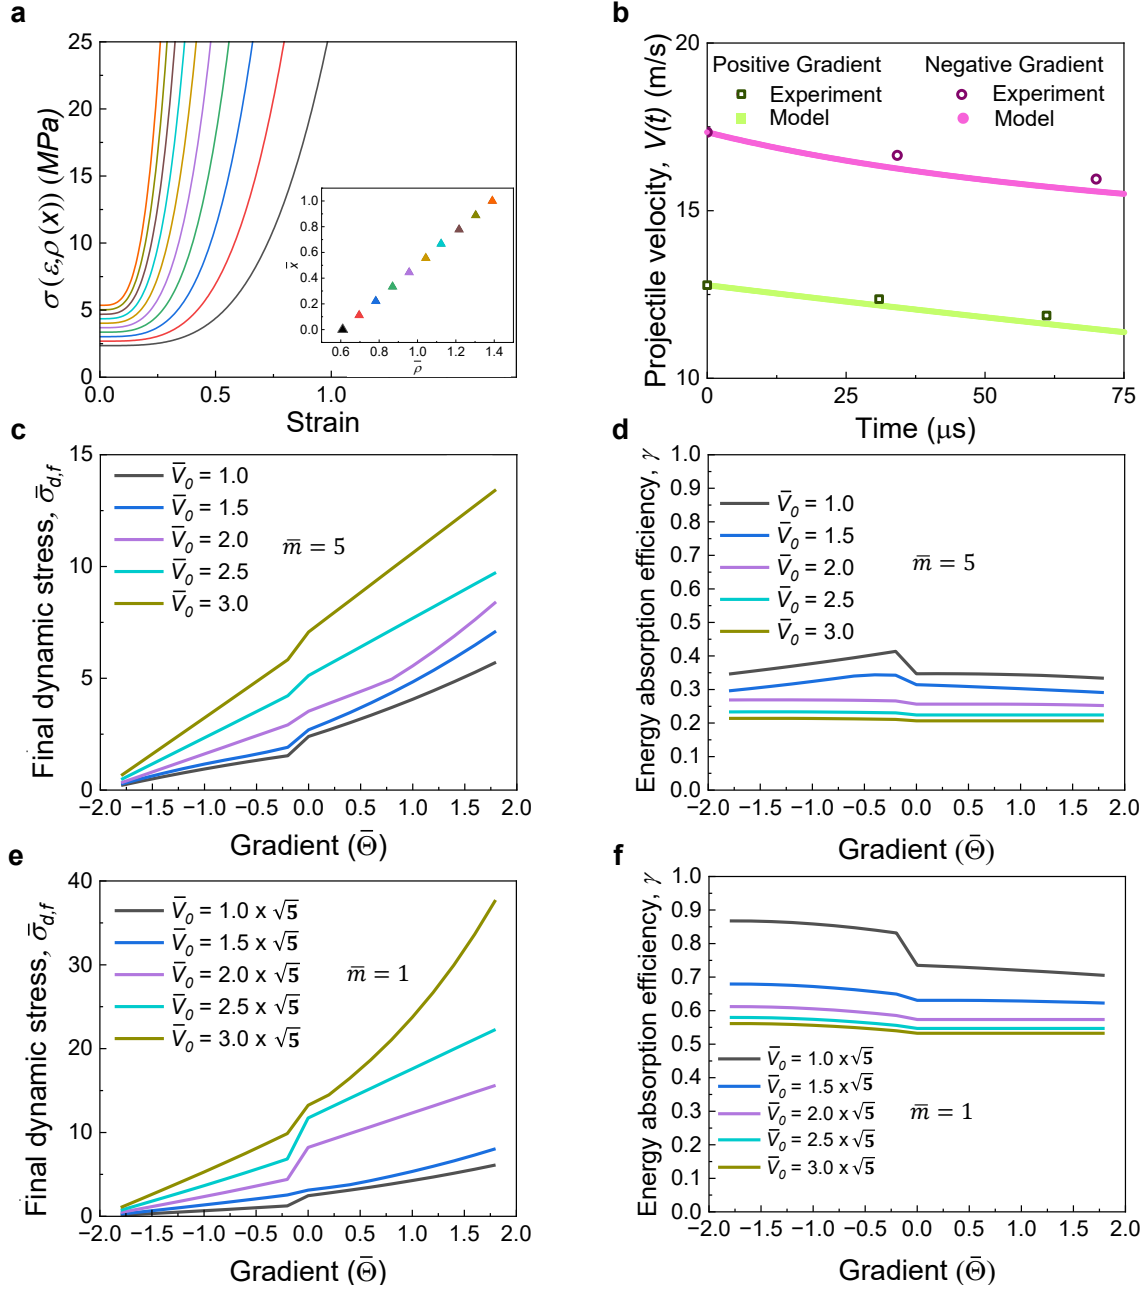 a
σ (ε,ρ (x)) (MPa)
25
20
15
10
5
0
0.0
0.5
1.0
Strain
x̄
1.0
0.8
0.6
0.4
0.2
0.0
0.6
0.8
1.0
1.2
1.4
ρ̄
b
Projectile velocity, V(t) (m/s)
20
15
10
Positive Gradient
Experiment
Model
Negative Gradient
Experiment
Model
0
25
50
75
Time (μs)
c
Final dynamic stress, σ̄d,f
15
10
5
0
V̄0 = 1.0
V̄0 = 1.5
V̄0 = 2.0
V̄0 = 2.5
V̄0 = 3.0
m̄ = 5
−2.0 −1.5 −1.0 −0.5 0.0 0.5 1.0 1.5 2.0
Gradient (Θ̄)
d
Energy absorption efficiency, γ
1.0
0.9
0.8
0.7
0.6
0.5
0.4
0.3
0.2
0.1
0.0
V̄0 = 1.0
V̄0 = 1.5
V̄0 = 2.0
V̄0 = 2.5
V̄0 = 3.0
m̄ = 5
−2.0 −1.5 −1.0 −0.5 0.0 0.5 1.0 1.5 2.0
Gradient (Θ̄)
e
Final dynamic stress, σ̄d,f
40
30
20
10
0
V̄0 = 1.0 x √5
V̄0 = 1.5 x √5
V̄0 = 2.0 x √5
V̄0 = 2.5 x √5
V̄0 = 3.0 x √5
m̄ = 1
−2.0 −1.5 −1.0 −0.5 0.0 0.5 1.0 1.5 2.0
Gradient (Θ̄)
f
Energy absorption efficiency, γ
1.0
0.9
0.8
0.7
0.6
0.5
0.4
0.3
0.2
0.1
0.0
V̄0 = 1.0 x √5
V̄0 = 1.5 x √5
V̄0 = 2.0 x √5
V̄0 = 2.5 x √5
V̄0 = 3.0 x √5
m̄ = 1
−2.0 −1.5 −1.0 −0.5 0.0 0.5 1.0 1.5 2.0
Gradient (Θ̄)